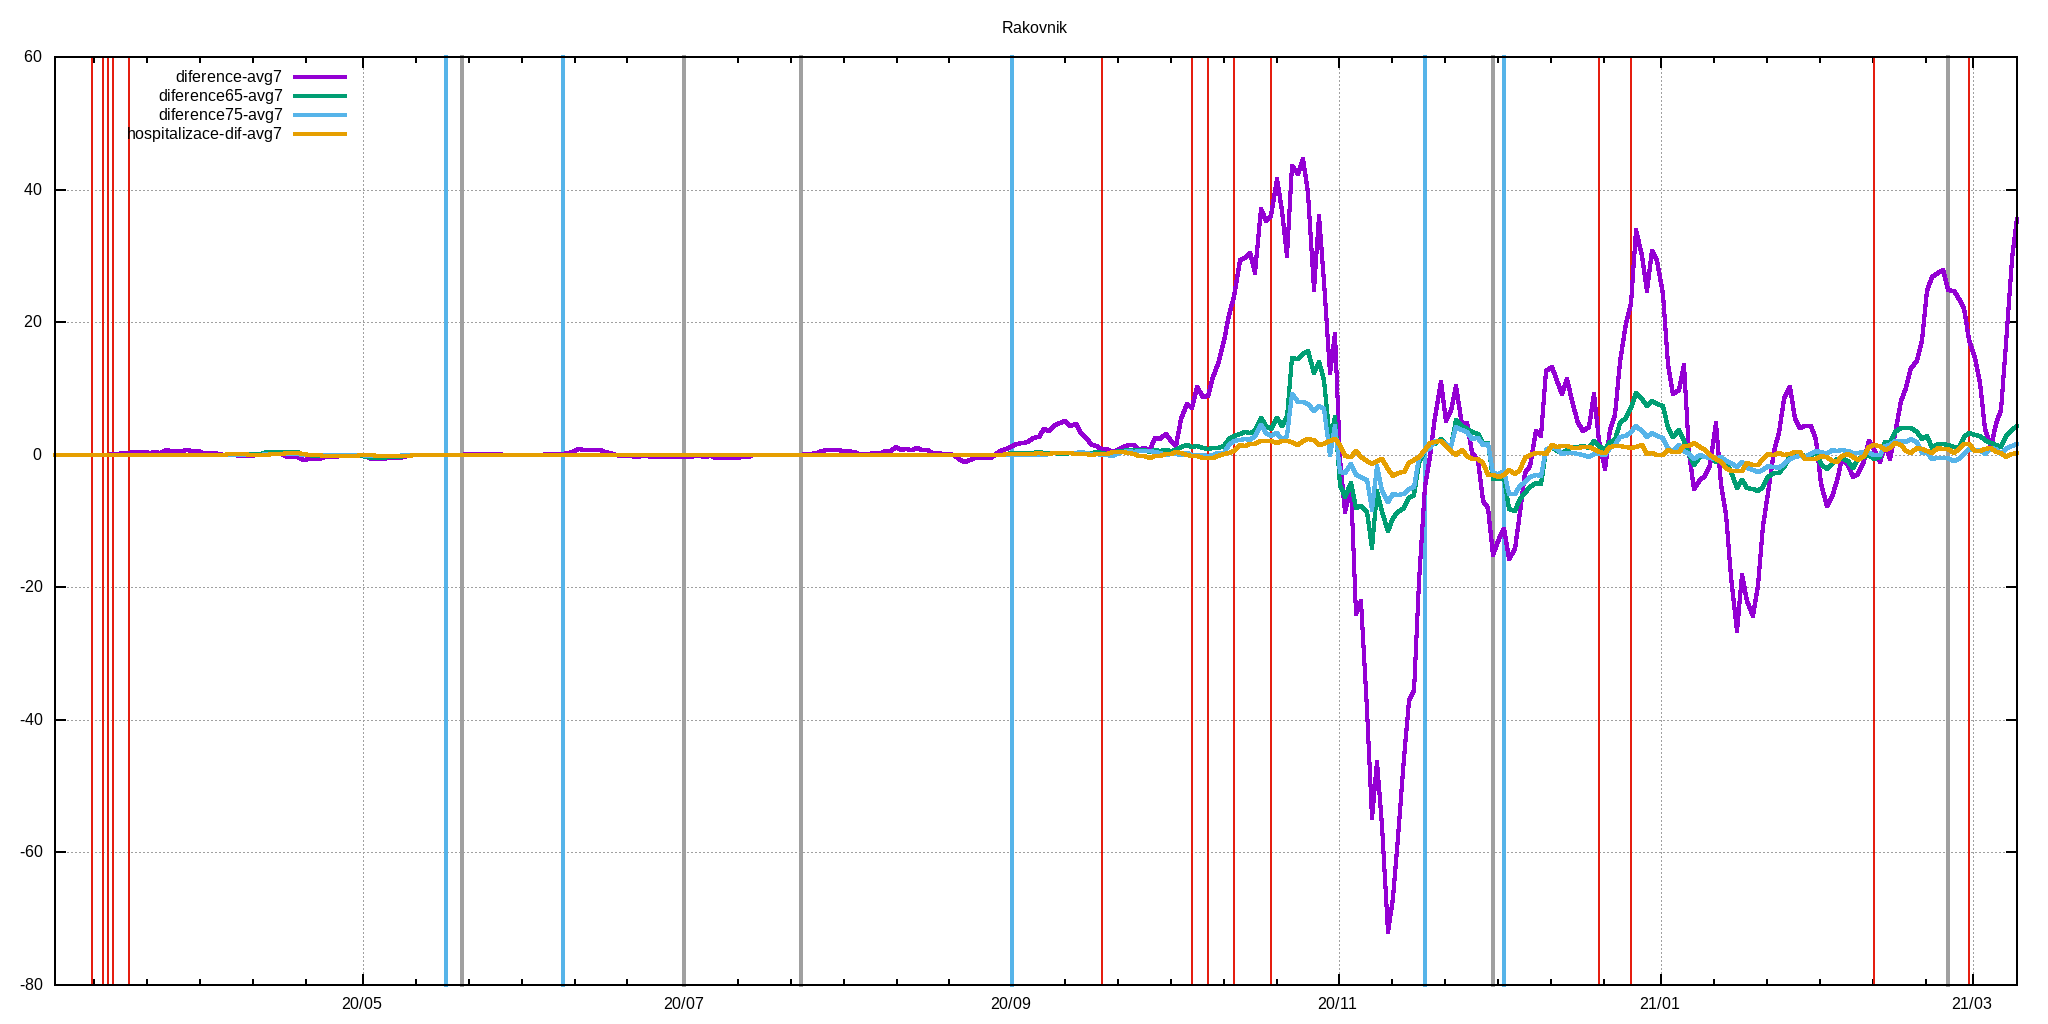 Rakovnik
60
40
20
0
-20
-40
-60
-80
diference-avg7
diference65-avg7
diference75-avg7
hospitalizace-dif-avg7
20/05
20/07
20/09
20/11
21/01
21/03